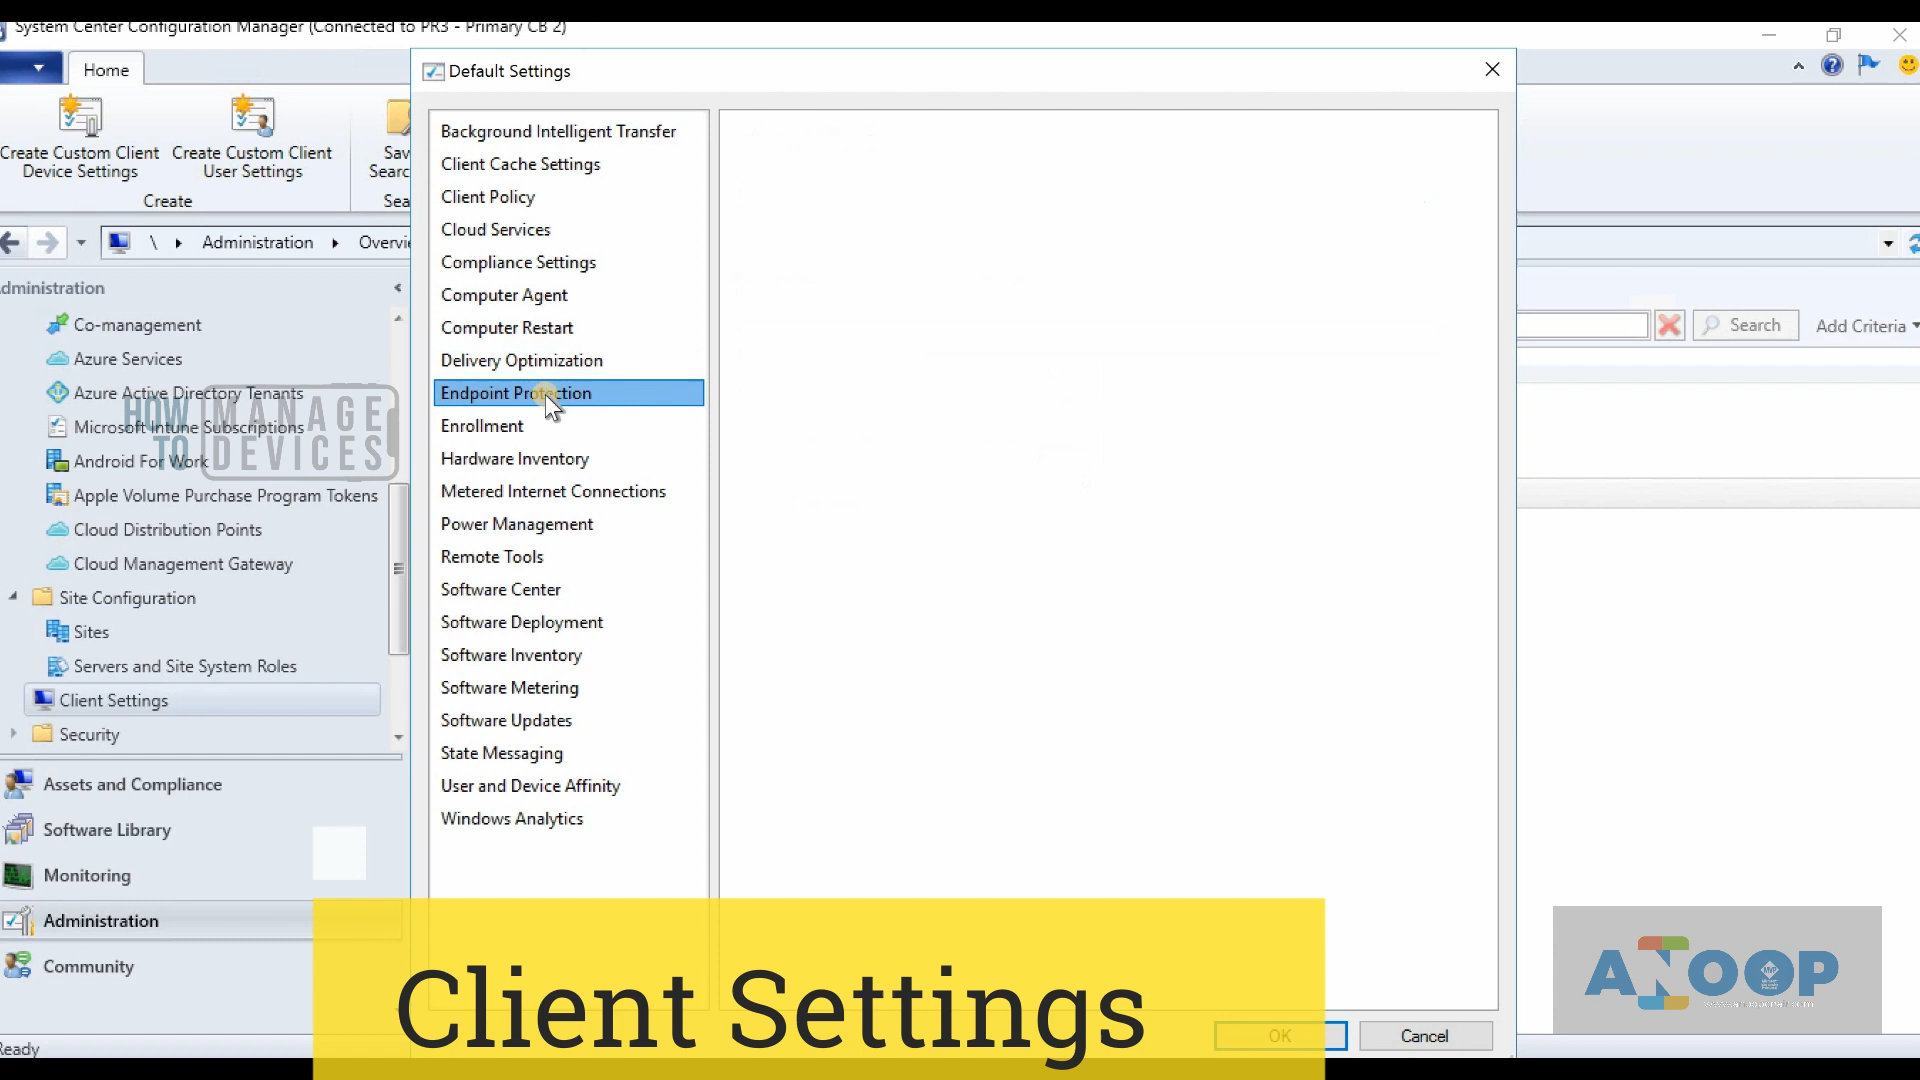 System Center Configuration Manager (Connected to PR3 - Primary CB 2)
Home
Create Custom Client
Device Settings
Create Custom Client
User Settings
Sav
Searc
Create
Sea
\ Administration Overvi
dministration
Co-management
Azure Services
Azure Active Directory Tenants
Microsoft Intune Subscriptions
Android For Work
Apple Volume Purchase Program Tokens
Cloud Distribution Points
Cloud Management Gateway
Site Configuration
Sites
Servers and Site System Roles
Client Settings
Security
HOW TO
MANAGE
DEVICES
Assets and Compliance
Software Library
Monitoring
Administration
Community
Ready
Default Settings
Background Intelligent Transfer
Client Cache Settings
Client Policy
Cloud Services
Compliance Settings
Computer Agent
Computer Restart
Delivery Optimization
Endpoint Protection
Enrollment
Hardware Inventory
Metered Internet Connections
Power Management
Remote Tools
Software Center
Software Deployment
Software Inventory
Software Metering
Software Updates
State Messaging
User and Device Affinity
Windows Analytics
OK
Cancel
Search
Add Criteria
Client Settings
ANOOP